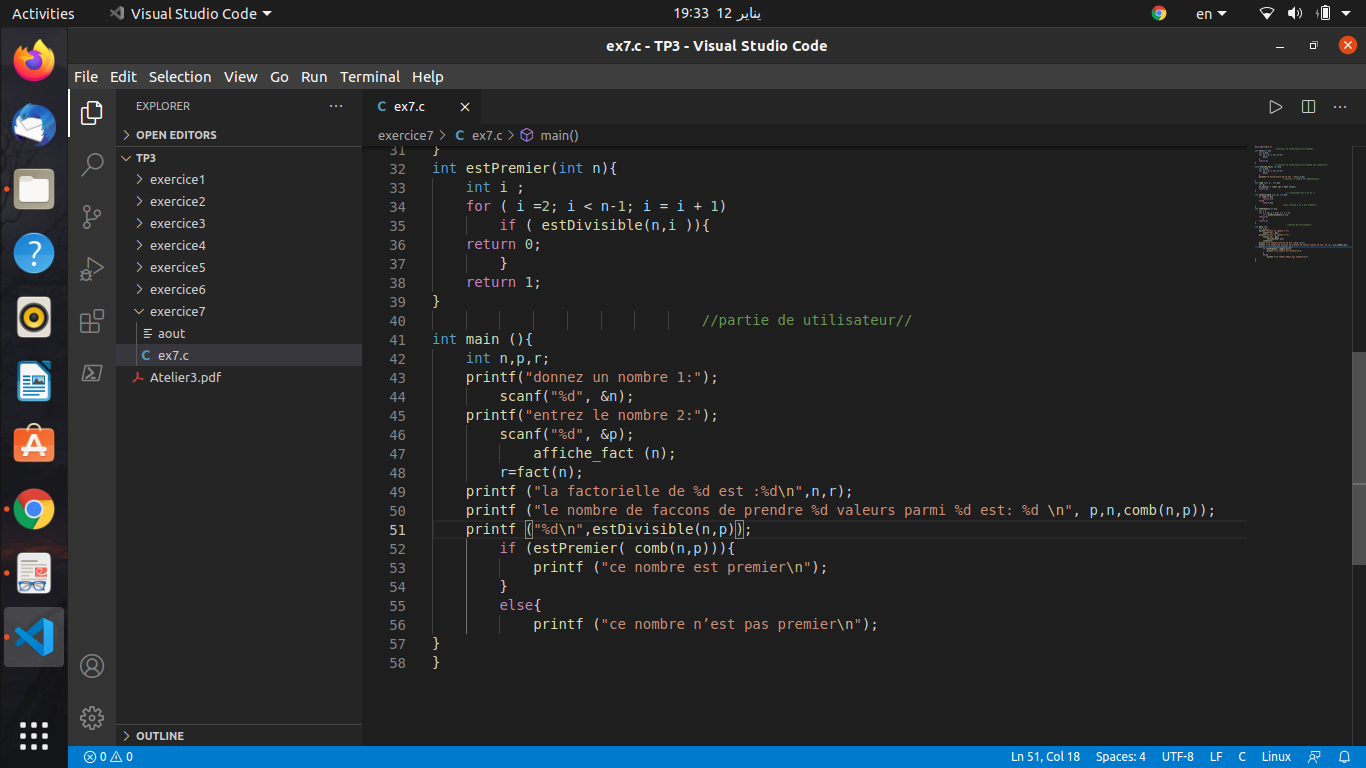 Activities
Visual Studio Code
19:33 12 يناير
en
ex7.c - TP3 - Visual Studio Code
File Edit Selection View Go Run Terminal Help
EXPLORER
OPEN EDITORS
TP3
exercice1
exercice2
exercice3
exercice4
exercice5
exercice6
exercice7
aout
C ex7.c
Atelier3.pdf
OUTLINE
C ex7.c
exercice7 > C ex7.c > main()
31 }
32 int estPremier(int n){
33 int i ;
34 for ( i =2; i < n-1; i = i + 1)
35 if ( estDivisible(n,i )){
36 return 0;
37 }
38 return 1;
39 }
40 //partie de utilisateur//
41 int main (){
42 int n,p,r;
43 printf("donnez un nombre 1:");
44 scanf("%d", &n);
45 printf("entrez le nombre 2:");
46 scanf("%d", &p);
47 affiche_fact (n);
48 r=fact(n);
49 printf ("la factorielle de %d est :%d\n",n,r);
50 printf ("le nombre de faccons de prendre %d valeurs parmi %d est: %d \n", p,n,comb(n,p));
51 printf ("%d\n",estDivisible(n,p));
52 if (estPremier( comb(n,p))){
53 printf ("ce nombre est premier\n");
54 }
55 else{
56 printf ("ce nombre n’est pas premier\n");
57 }
58 }
0 0
Ln 51, Col 18 Spaces: 4 UTF-8 LF C Linux